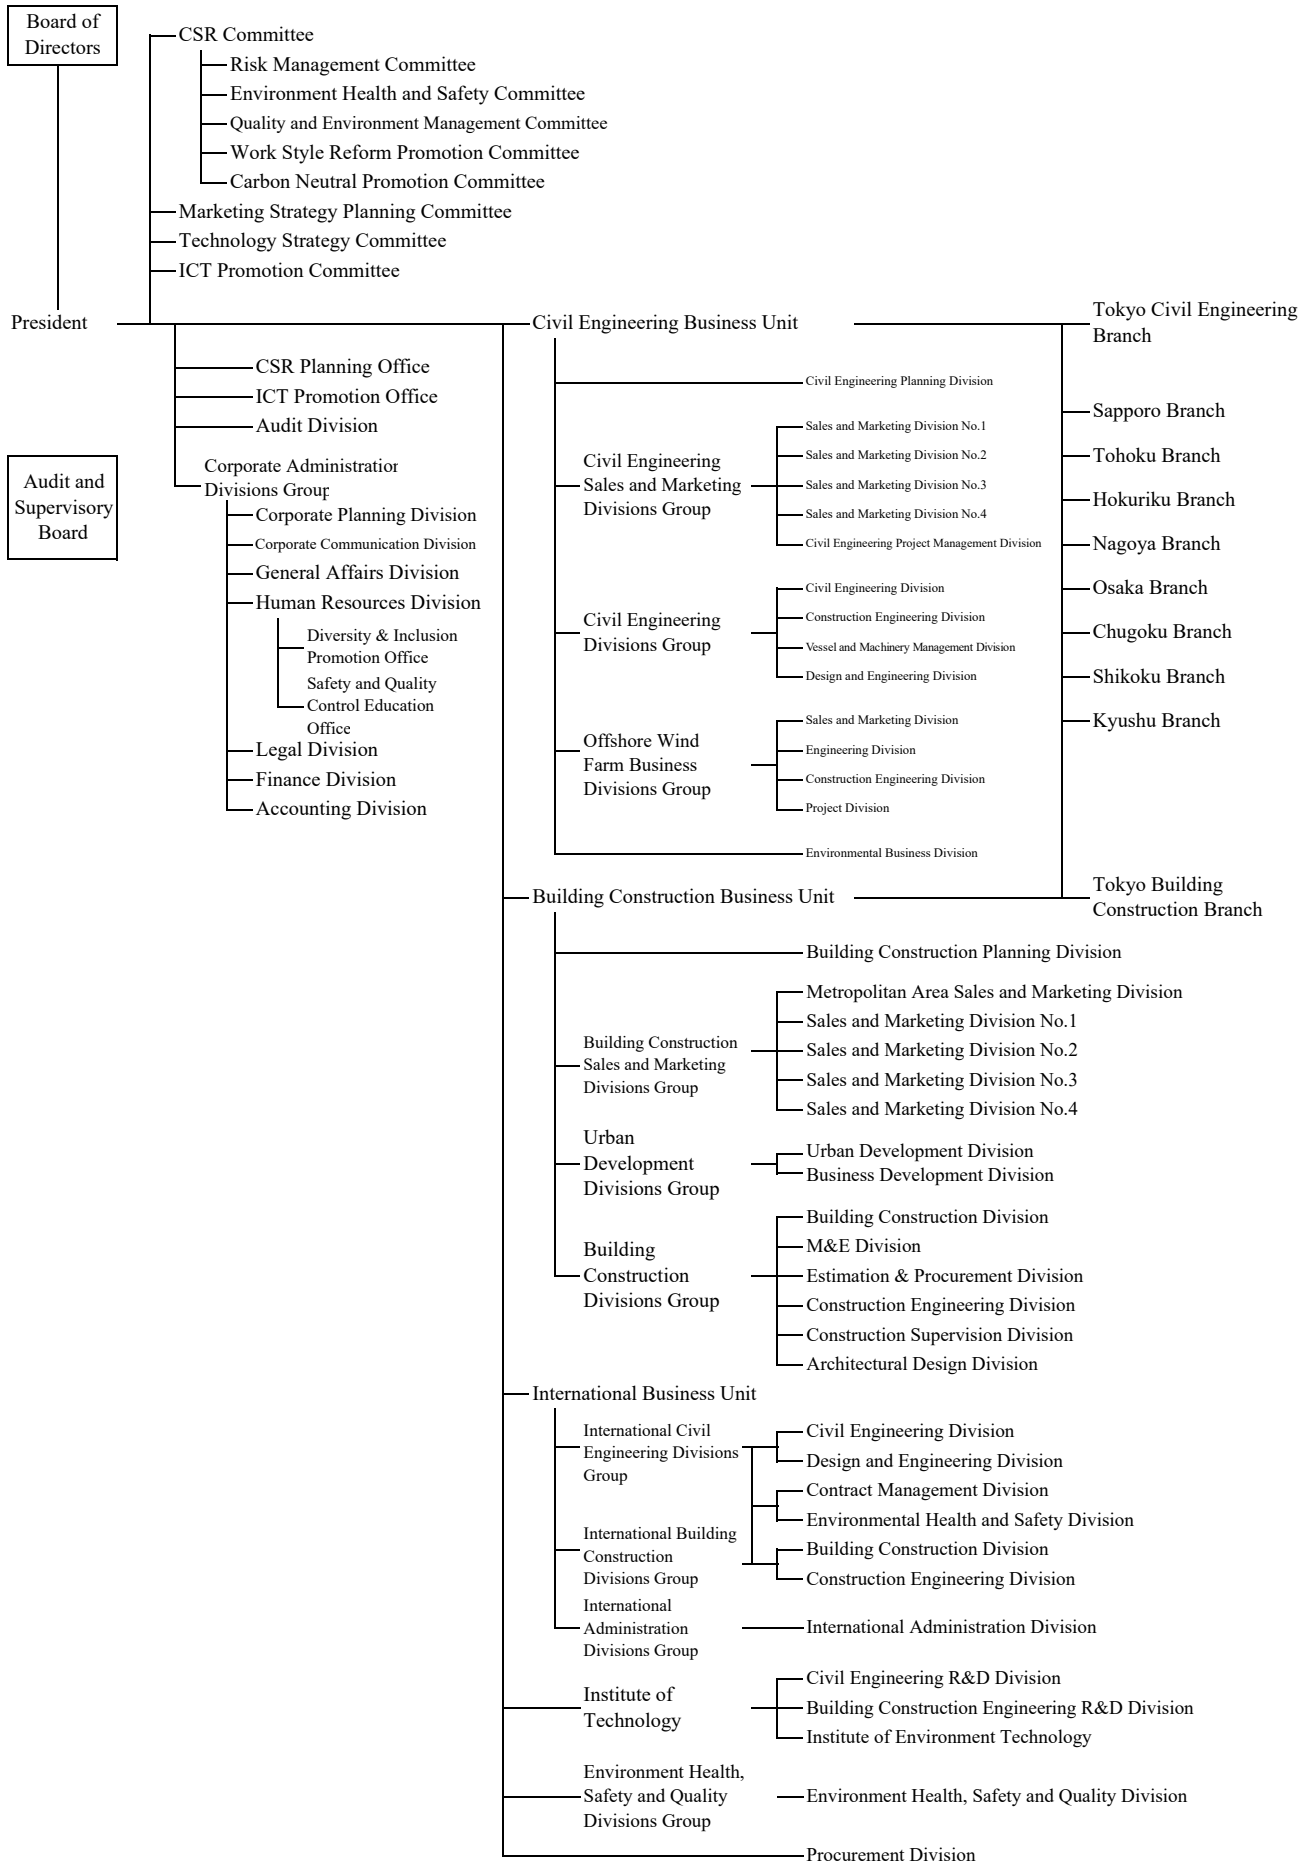 Board of
Directors
CSR Committee
Risk Management Committee
Environment Health and Safety Committee
Quality and Environment Management Committee
Work Style Reform Promotion Committee
Carbon Neutral Promotion Committee
Marketing Strategy Planning Committee
Technology Strategy Committee
ICT Promotion Committee
President
CSR Planning Office
ICT Promotion Office
Audit Division
Audit and
Supervisory
Board
Corporate Administration
Divisions Group
Corporate Planning Division
Corporate Communication Division
General Affairs Division
Human Resources Division
Diversity & Inclusion
Promotion Office
Safety and Quality
Control Education
Office
Legal Division
Finance Division
Accounting Division
Civil Engineering Business Unit
Civil Engineering Planning Division
Civil Engineering
Sales and Marketing
Divisions Group
Sales and Marketing Division No.1
Sales and Marketing Division No.2
Sales and Marketing Division No.3
Sales and Marketing Division No.4
Civil Engineering Project Management Division
Civil Engineering
Divisions Group
Civil Engineering Division
Construction Engineering Division
Vessel and Machinery Management Division
Design and Engineering Division
Offshore Wind
Farm Business
Divisions Group
Sales and Marketing Division
Engineering Division
Construction Engineering Division
Project Division
Environmental Business Division
Tokyo Civil Engineering
Branch
Sapporo Branch
Tohoku Branch
Hokuriku Branch
Nagoya Branch
Osaka Branch
Chugoku Branch
Shikoku Branch
Kyushu Branch
Tokyo Building
Construction Branch
Building Construction Business Unit
Building Construction Planning Division
Building Construction
Sales and Marketing
Divisions Group
Metropolitan Area Sales and Marketing Division
Sales and Marketing Division No.1
Sales and Marketing Division No.2
Sales and Marketing Division No.3
Sales and Marketing Division No.4
Urban
Development
Divisions Group
Urban Development Division
Business Development Division
Building
Construction
Divisions Group
Building Construction Division
M&E Division
Estimation & Procurement Division
Construction Engineering Division
Construction Supervision Division
Architectural Design Division
International Business Unit
International Civil
Engineering Divisions
Group
Civil Engineering Division
Design and Engineering Division
Contract Management Division
Environmental Health and Safety Division
International Building
Construction
Divisions Group
Building Construction Division
Construction Engineering Division
International
Administration
Divisions Group
International Administration Division
Institute of
Technology
Civil Engineering R&D Division
Building Construction Engineering R&D Division
Institute of Environment Technology
Environment Health,
Safety and Quality
Divisions Group
Environment Health, Safety and Quality Division
Procurement Division